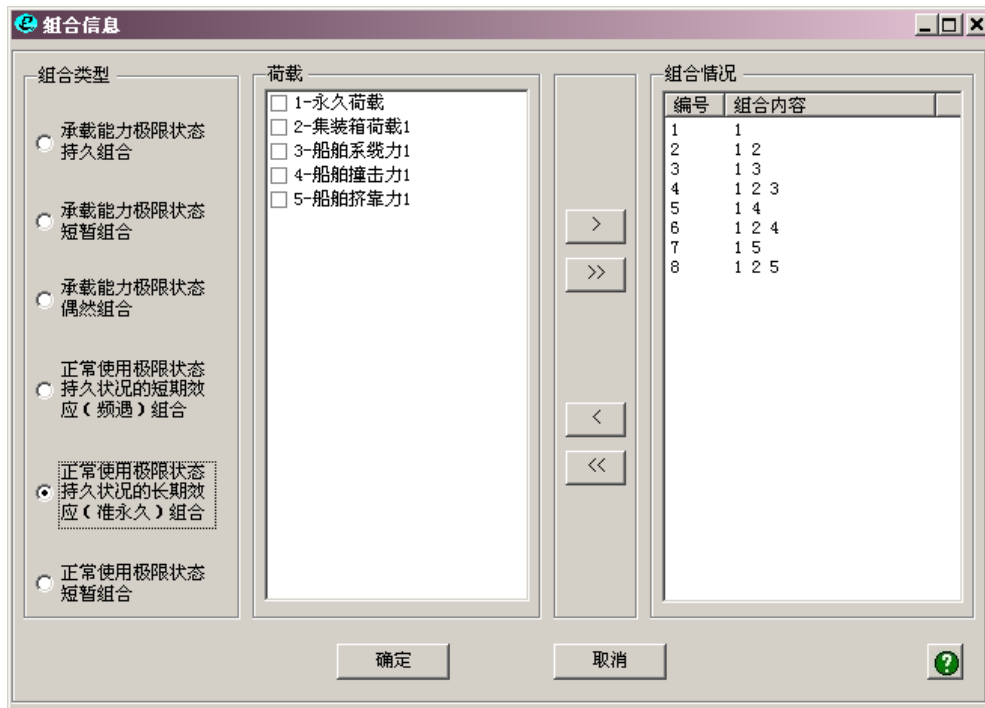 组合信息
组合类型
承载能力极限状态
持久组合
承载能力极限状态
短暂组合
承载能力极限状态
偶然组合
正常使用极限状态
持久状况的短期效
应(频遇)组合
正常使用极限状态
持久状况的长期效
应(准永久)组合
正常使用极限状态
短暂组合
荷载
1-永久荷载
2-集装箱荷载1
3-船舶系缆力1
4-船舶撞击力1
5-船舶挤靠力1
>
>>
<
<<
组合情况
编号 组合内容
1 1
2 1 2
3 1 3
4 1 2 3
5 1 4
6 1 2 4
7 1 5
8 1 2 5
确定
取消
?